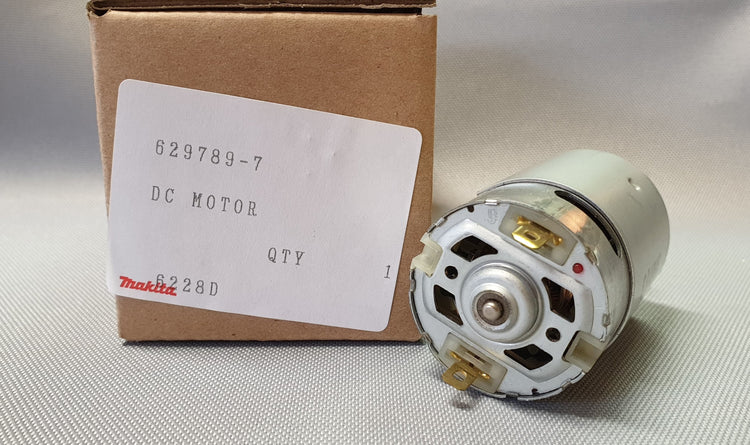 629789-7
DC MOTOR
QTY 1
makita
6228D